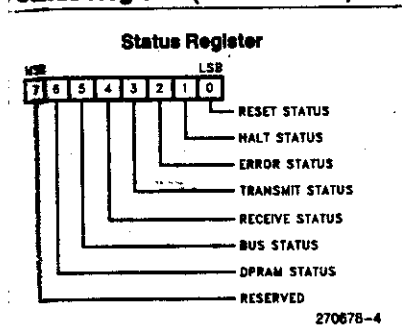 Status Register
MSB LSB
7 6 5 4 3 2 1 0
RESET STATUS
HALT STATUS
ERROR STATUS
TRANSMIT STATUS
RECEIVE STATUS
BUS STATUS
DPRAM STATUS
RESERVED
270678-4